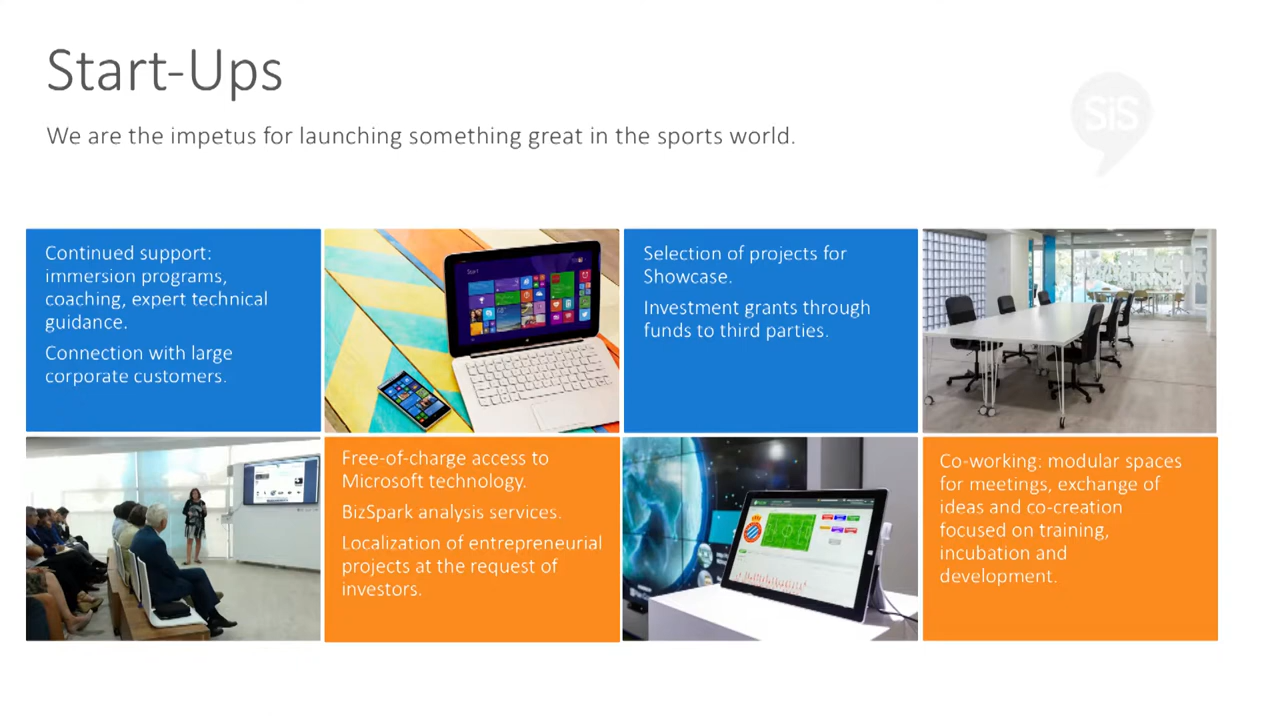 Start-Ups
We are the impetus for launching something great in the sports world.
SiS
Continued support:
immersion programs,
coaching, expert technical
guidance.
Connection with large
corporate customers.
Start
Selection of projects for
Showcase.
Investment grants through
funds to third parties.
Free-of-charge access to
Microsoft technology.
BizSpark analysis services.
Localization of entrepreneurial
projects at the request of
investors.
Co-working: modular spaces
for meetings, exchange of
ideas and co-creation
focused on training,
incubation and
development.